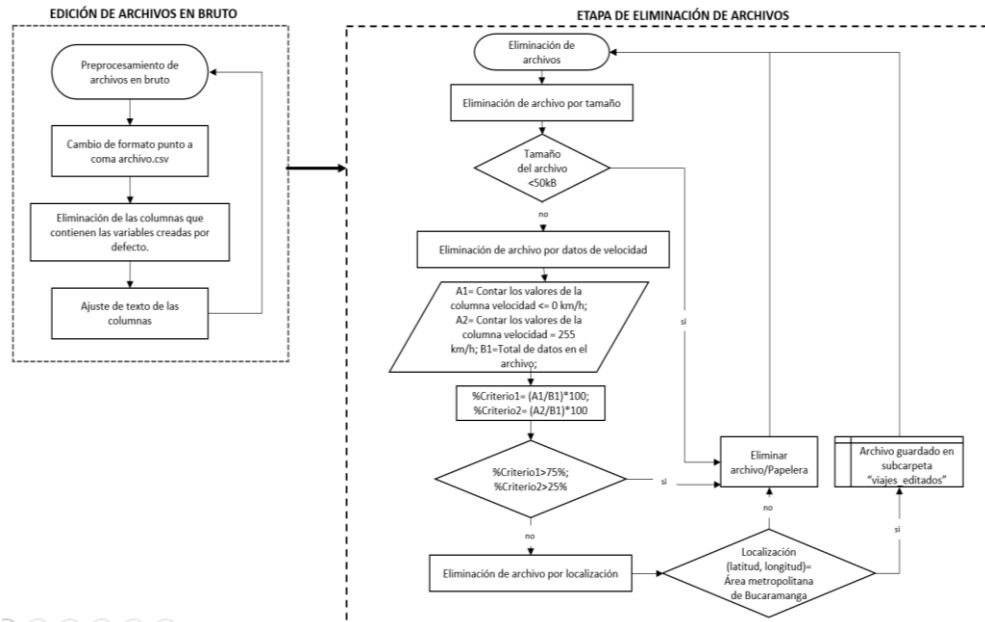 EDICIÓN DE ARCHIVOS EN BRUTO
Preprocesamiento de
archivos en bruto
Cambio de formato punto a
coma archivo.csv
Eliminación de las columnas que
contienen las variables creadas por
defecto.
Ajuste de texto de las
columnas
ETAPA DE ELIMINACIÓN DE ARCHIVOS
Eliminación de
archivos
Eliminación de archivo por tamaño
Tamaño
del archivo
<50kB
si
no
Eliminación de archivo por datos de velocidad
A1= Contar los valores de la
columna velocidad <= 0 km/h;
A2= Contar los valores de la
columna velocidad = 255
km/h; B1=Total de datos en el
archivo;
%Criterio1= (A1/B1)*100;
%Criterio2= (A2/B1)*100
%Criterio1>75%;
%Criterio2>25%
si
no
Eliminación de archivo por localización
Localización
(latitud, longitud)=
Área metropolitana
de Bucaramanga
no
si
Eliminar
archivo/Papelera
Archivo guardado en
subcarpeta
"viajes_editados"